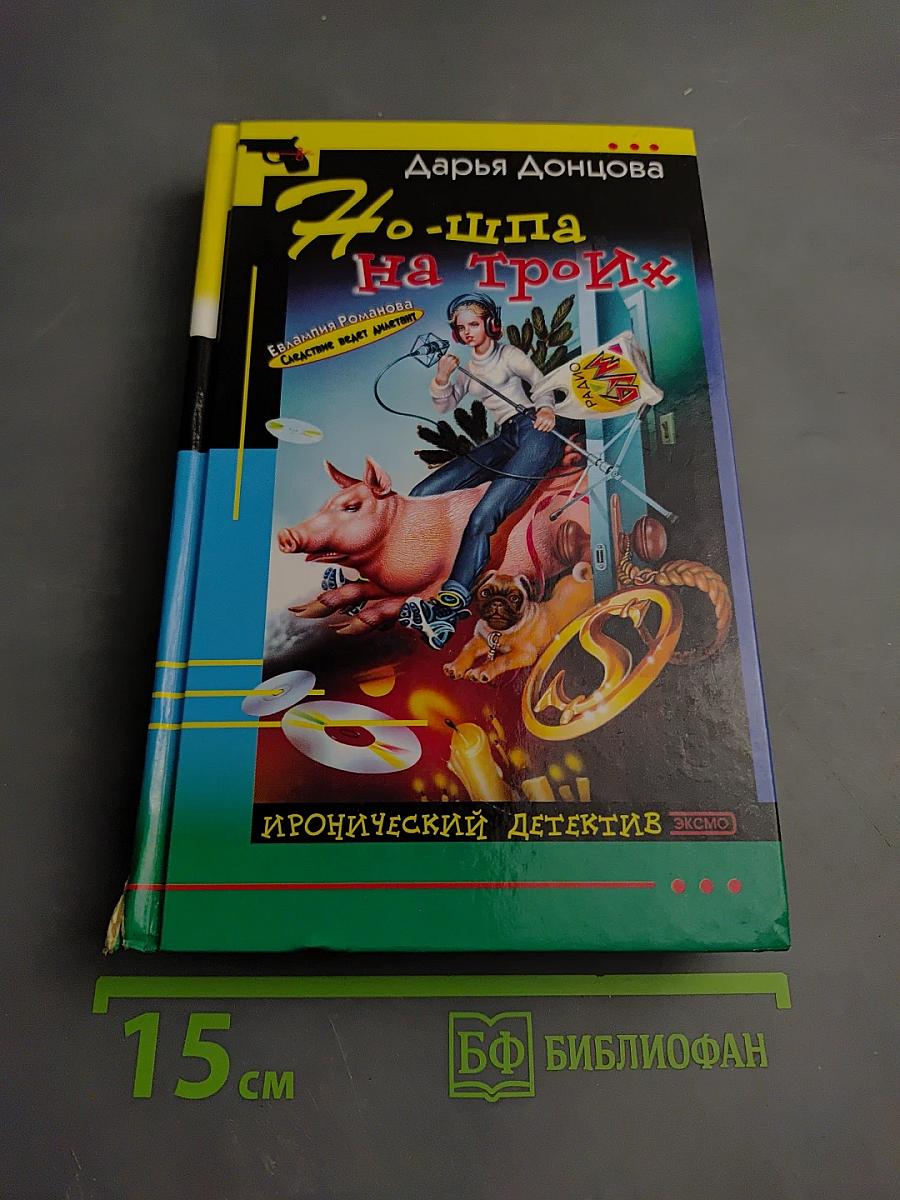 Дарья Донцова
Но-шпа
на троих
Евлампия Романова
Следствие ведет дилетант
РАДИО
ИРОНИЧЕСКИЙ ДЕТЕКТИВ ЭКСМО
15 см
БФ БИБЛИОФАН